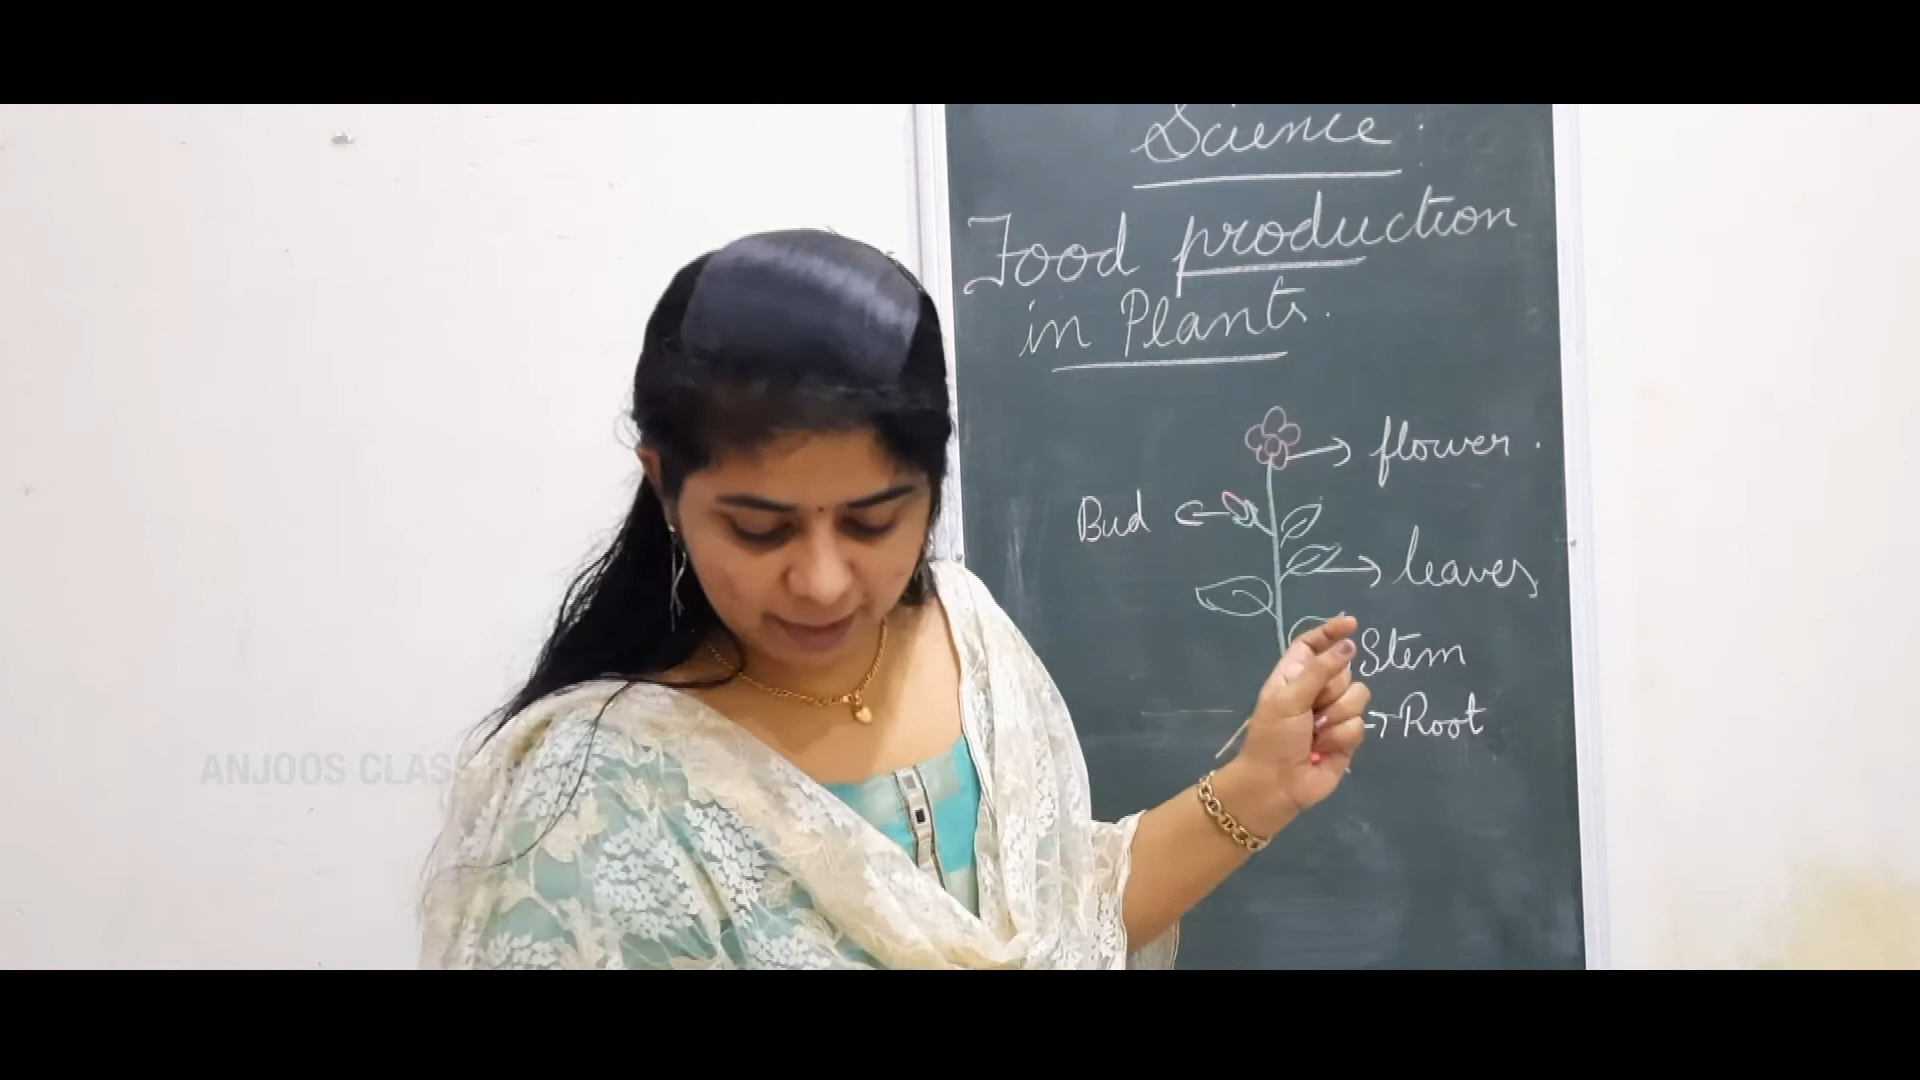 Science.
Food production
in Plants.
flower.
Bud
leaves
Stem
Root
ANJOOS CLASS